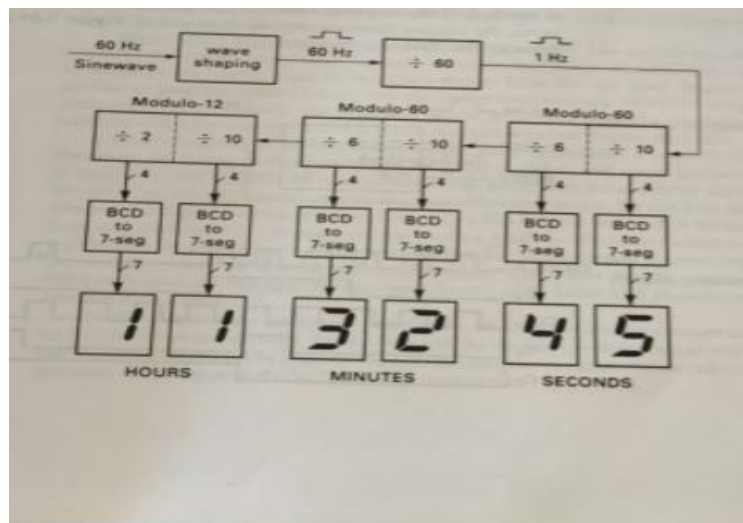 60 Hz
Sinewave
wave
shaping
60 Hz
÷ 60
1 Hz
Modulo-12
Modulo-60
Modulo-60
÷ 2 ÷ 10
÷ 6 ÷ 10
÷ 6 ÷ 10
4 4 4 4 4 4
BCD
to
7-seg
BCD
to
7-seg
BCD
to
7-seg
BCD
to
7-seg
BCD
to
7-seg
BCD
to
7-seg
7 7 7 7 7 7
1 1 3 2 4 5
HOURS
MINUTES
SECONDS